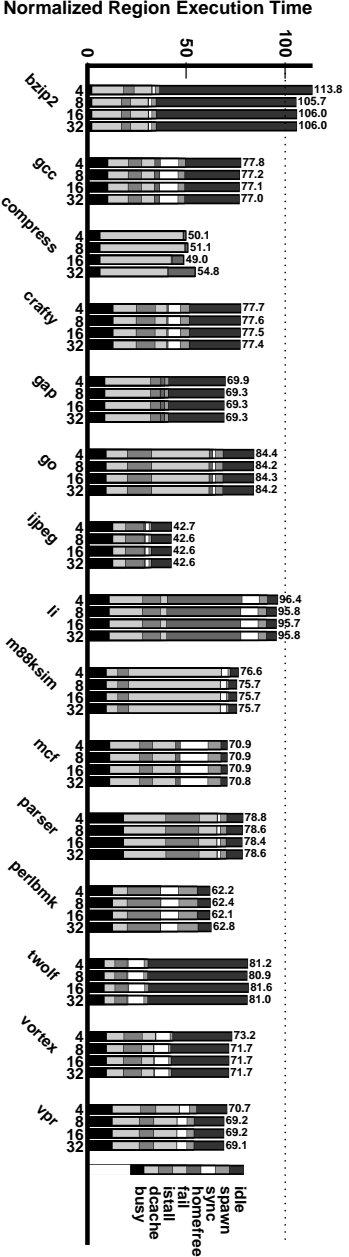 Normalized Region Execution Time
0
50
100
bzip2
4 113.8
8 105.7
16 106.0
32 106.0
gcc
4 77.8
8 77.2
16 77.1
32 77.0
compress
4 50.1
8 51.1
16 49.0
32 54.8
crafty
4 77.7
8 77.6
16 77.5
32 77.4
gap
4 69.9
8 69.3
16 69.3
32 69.3
go
4 84.4
8 84.2
16 84.3
32 84.2
ijpeg
4 42.7
8 42.6
16 42.6
32 42.6
li
4 96.4
8 95.8
16 95.7
32 95.8
m88ksim
4 76.6
8 75.7
16 75.7
32 75.7
mcf
4 70.9
8 70.9
16 70.9
32 70.8
parser
4 78.8
8 78.6
16 78.4
32 78.6
perlbmk
4 62.2
8 62.4
16 62.1
32 62.8
twolf
4 81.2
8 80.9
16 81.6
32 81.0
vortex
4 73.2
8 71.7
16 71.7
32 71.7
vpr
4 70.7
8 69.2
16 69.2
32 69.1
idle
spawn
sync
homefree
fail
istall
dcache
busy